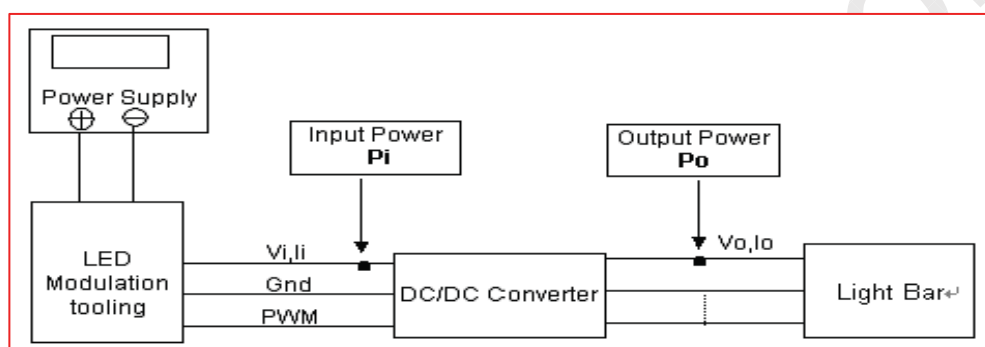 Power Supply
Input Power
Pi
Output Power
Po
LED
Modulation
tooling
Vi,Ii
Gnd
PWM
DC/DC Converter
Vo,Io
Light Bar↵